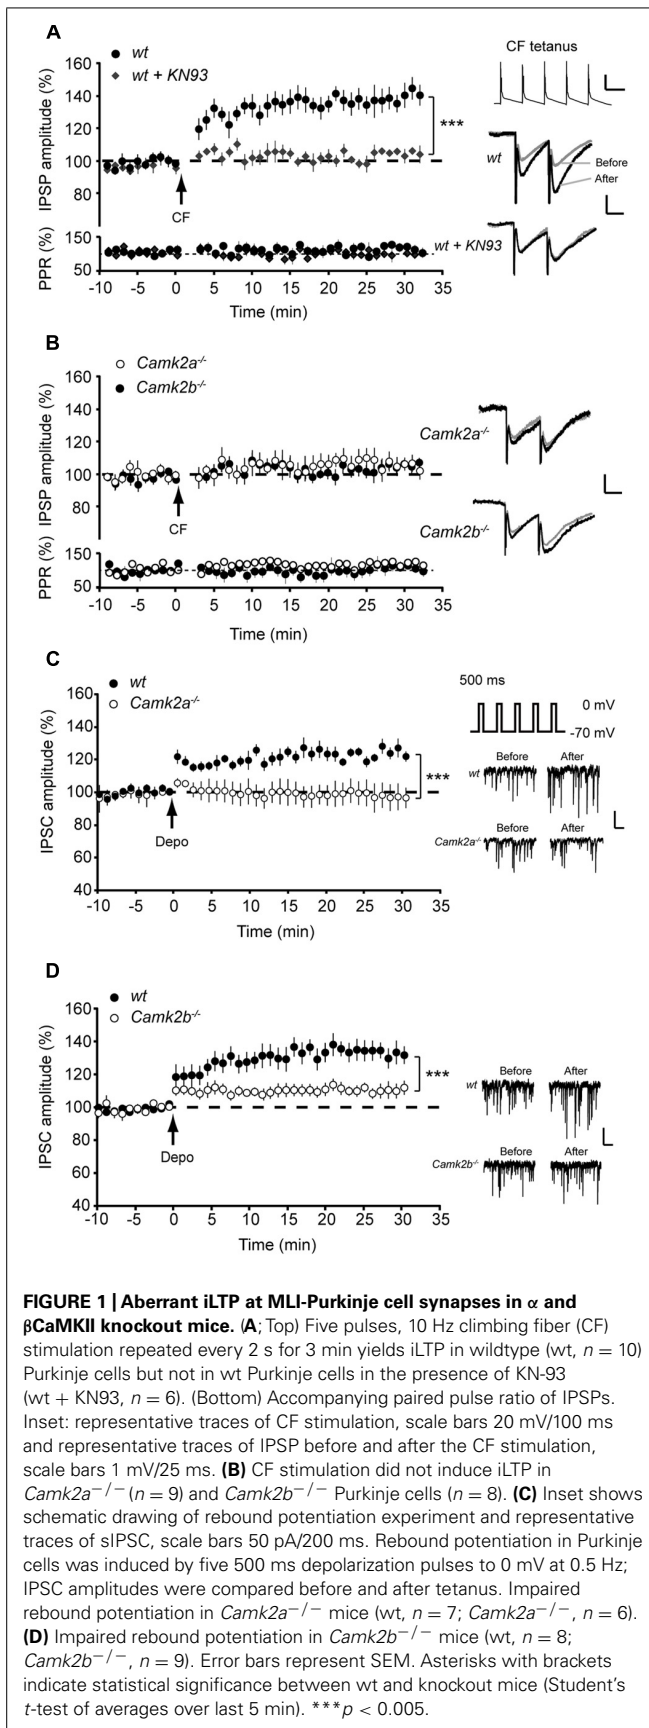 A
wt
wt + KN93
IPSP amplitude (%)
160
140
120
100
80
***
CF
PPR (%)
150
50
wt + KN93
-10 -5 0 5 10 15 20 25 30 35
Time (min)
CF tetanus
wt
Before
After
B
Camk2a-/-
Camk2b-/-
IPSP amplitude (%)
160
140
120
100
80
CF
PPR (%)
150
50
-10 -5 0 5 10 15 20 25 30 35
Time (min)
Camk2a-/-
Camk2b-/-
C
wt
Camk2a-/-
IPSC amplitude (%)
160
140
120
100
80
60
40
***
Depo
-10 -5 0 5 10 15 20 25 30 35
Time (min)
500 ms
0 mV
-70 mV
Before After
wt
Before After
Camk2a-/-
D
wt
Camk2b-/-
IPSC amplitude (%)
160
140
120
100
80
60
40
***
Depo
-10 -5 0 5 10 15 20 25 30 35
Time (min)
Before After
wt
Before After
Camk2b-/-
FIGURE 1 | Aberrant iLTP at MLI-Purkinje cell synapses in α and
βCaMKII knockout mice. (A; Top) Five pulses, 10 Hz climbing fiber (CF)
stimulation repeated every 2 s for 3 min yields iLTP in wildtype (wt, n = 10)
Purkinje cells but not in wt Purkinje cells in the presence of KN-93
(wt + KN93, n = 6). (Bottom) Accompanying paired pulse ratio of IPSPs.
Inset: representative traces of CF stimulation, scale bars 20 mV/100 ms
and representative traces of IPSP before and after the CF stimulation,
scale bars 1 mV/25 ms. (B) CF stimulation did not induce iLTP in
Camk2a−/− (n = 9) and Camk2b−/− Purkinje cells (n = 8). (C) Inset shows
schematic drawing of rebound potentiation experiment and representative
traces of sIPSC, scale bars 50 pA/200 ms. Rebound potentiation in Purkinje
cells was induced by five 500 ms depolarization pulses to 0 mV at 0.5 Hz;
IPSC amplitudes were compared before and after tetanus. Impaired
rebound potentiation in Camk2a−/− mice (wt, n = 7; Camk2a−/−, n = 6).
(D) Impaired rebound potentiation in Camk2b−/− mice (wt, n = 8;
Camk2b−/−, n = 9). Error bars represent SEM. Asterisks with brackets
indicate statistical significance between wt and knockout mice (Student's
t-test of averages over last 5 min). ***p < 0.005.